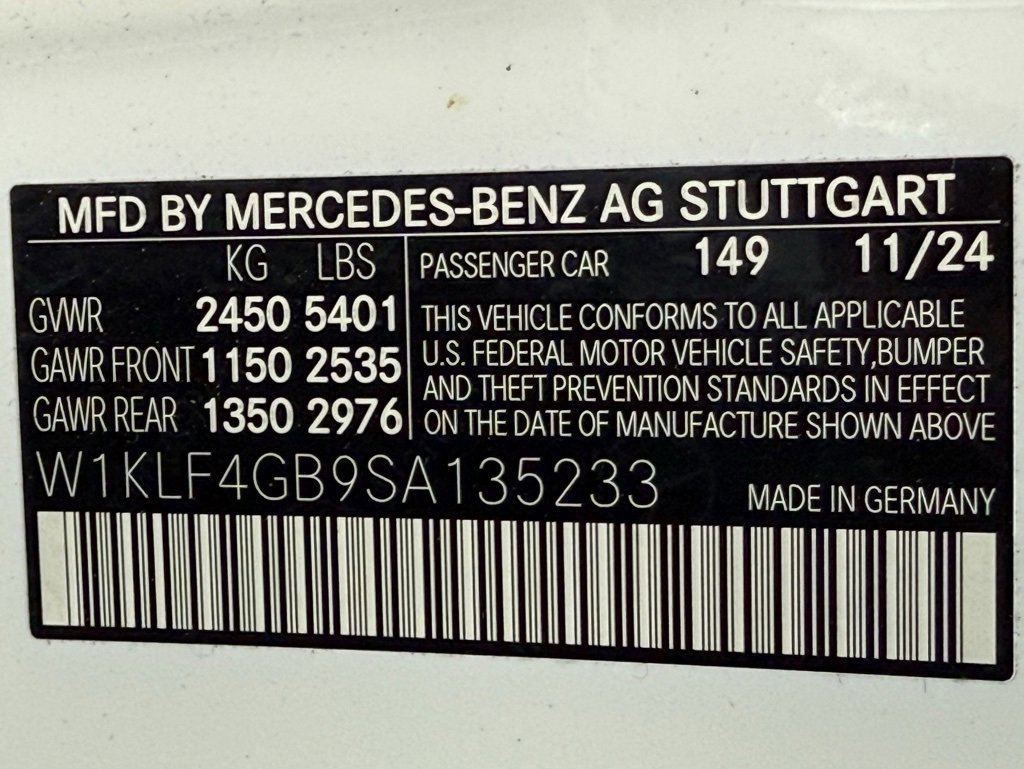 MFD BY MERCEDES-BENZ AG STUTTGART
KG LBS
GVWR 2450 5401
GAWR FRONT 1150 2535
GAWR REAR 1350 2976
PASSENGER CAR 149 11/24
THIS VEHICLE CONFORMS TO ALL APPLICABLE
U.S. FEDERAL MOTOR VEHICLE SAFETY,BUMPER
AND THEFT PREVENTION STANDARDS IN EFFECT
ON THE DATE OF MANUFACTURE SHOWN ABOVE
W1KLF4GB9SA135233
MADE IN GERMANY